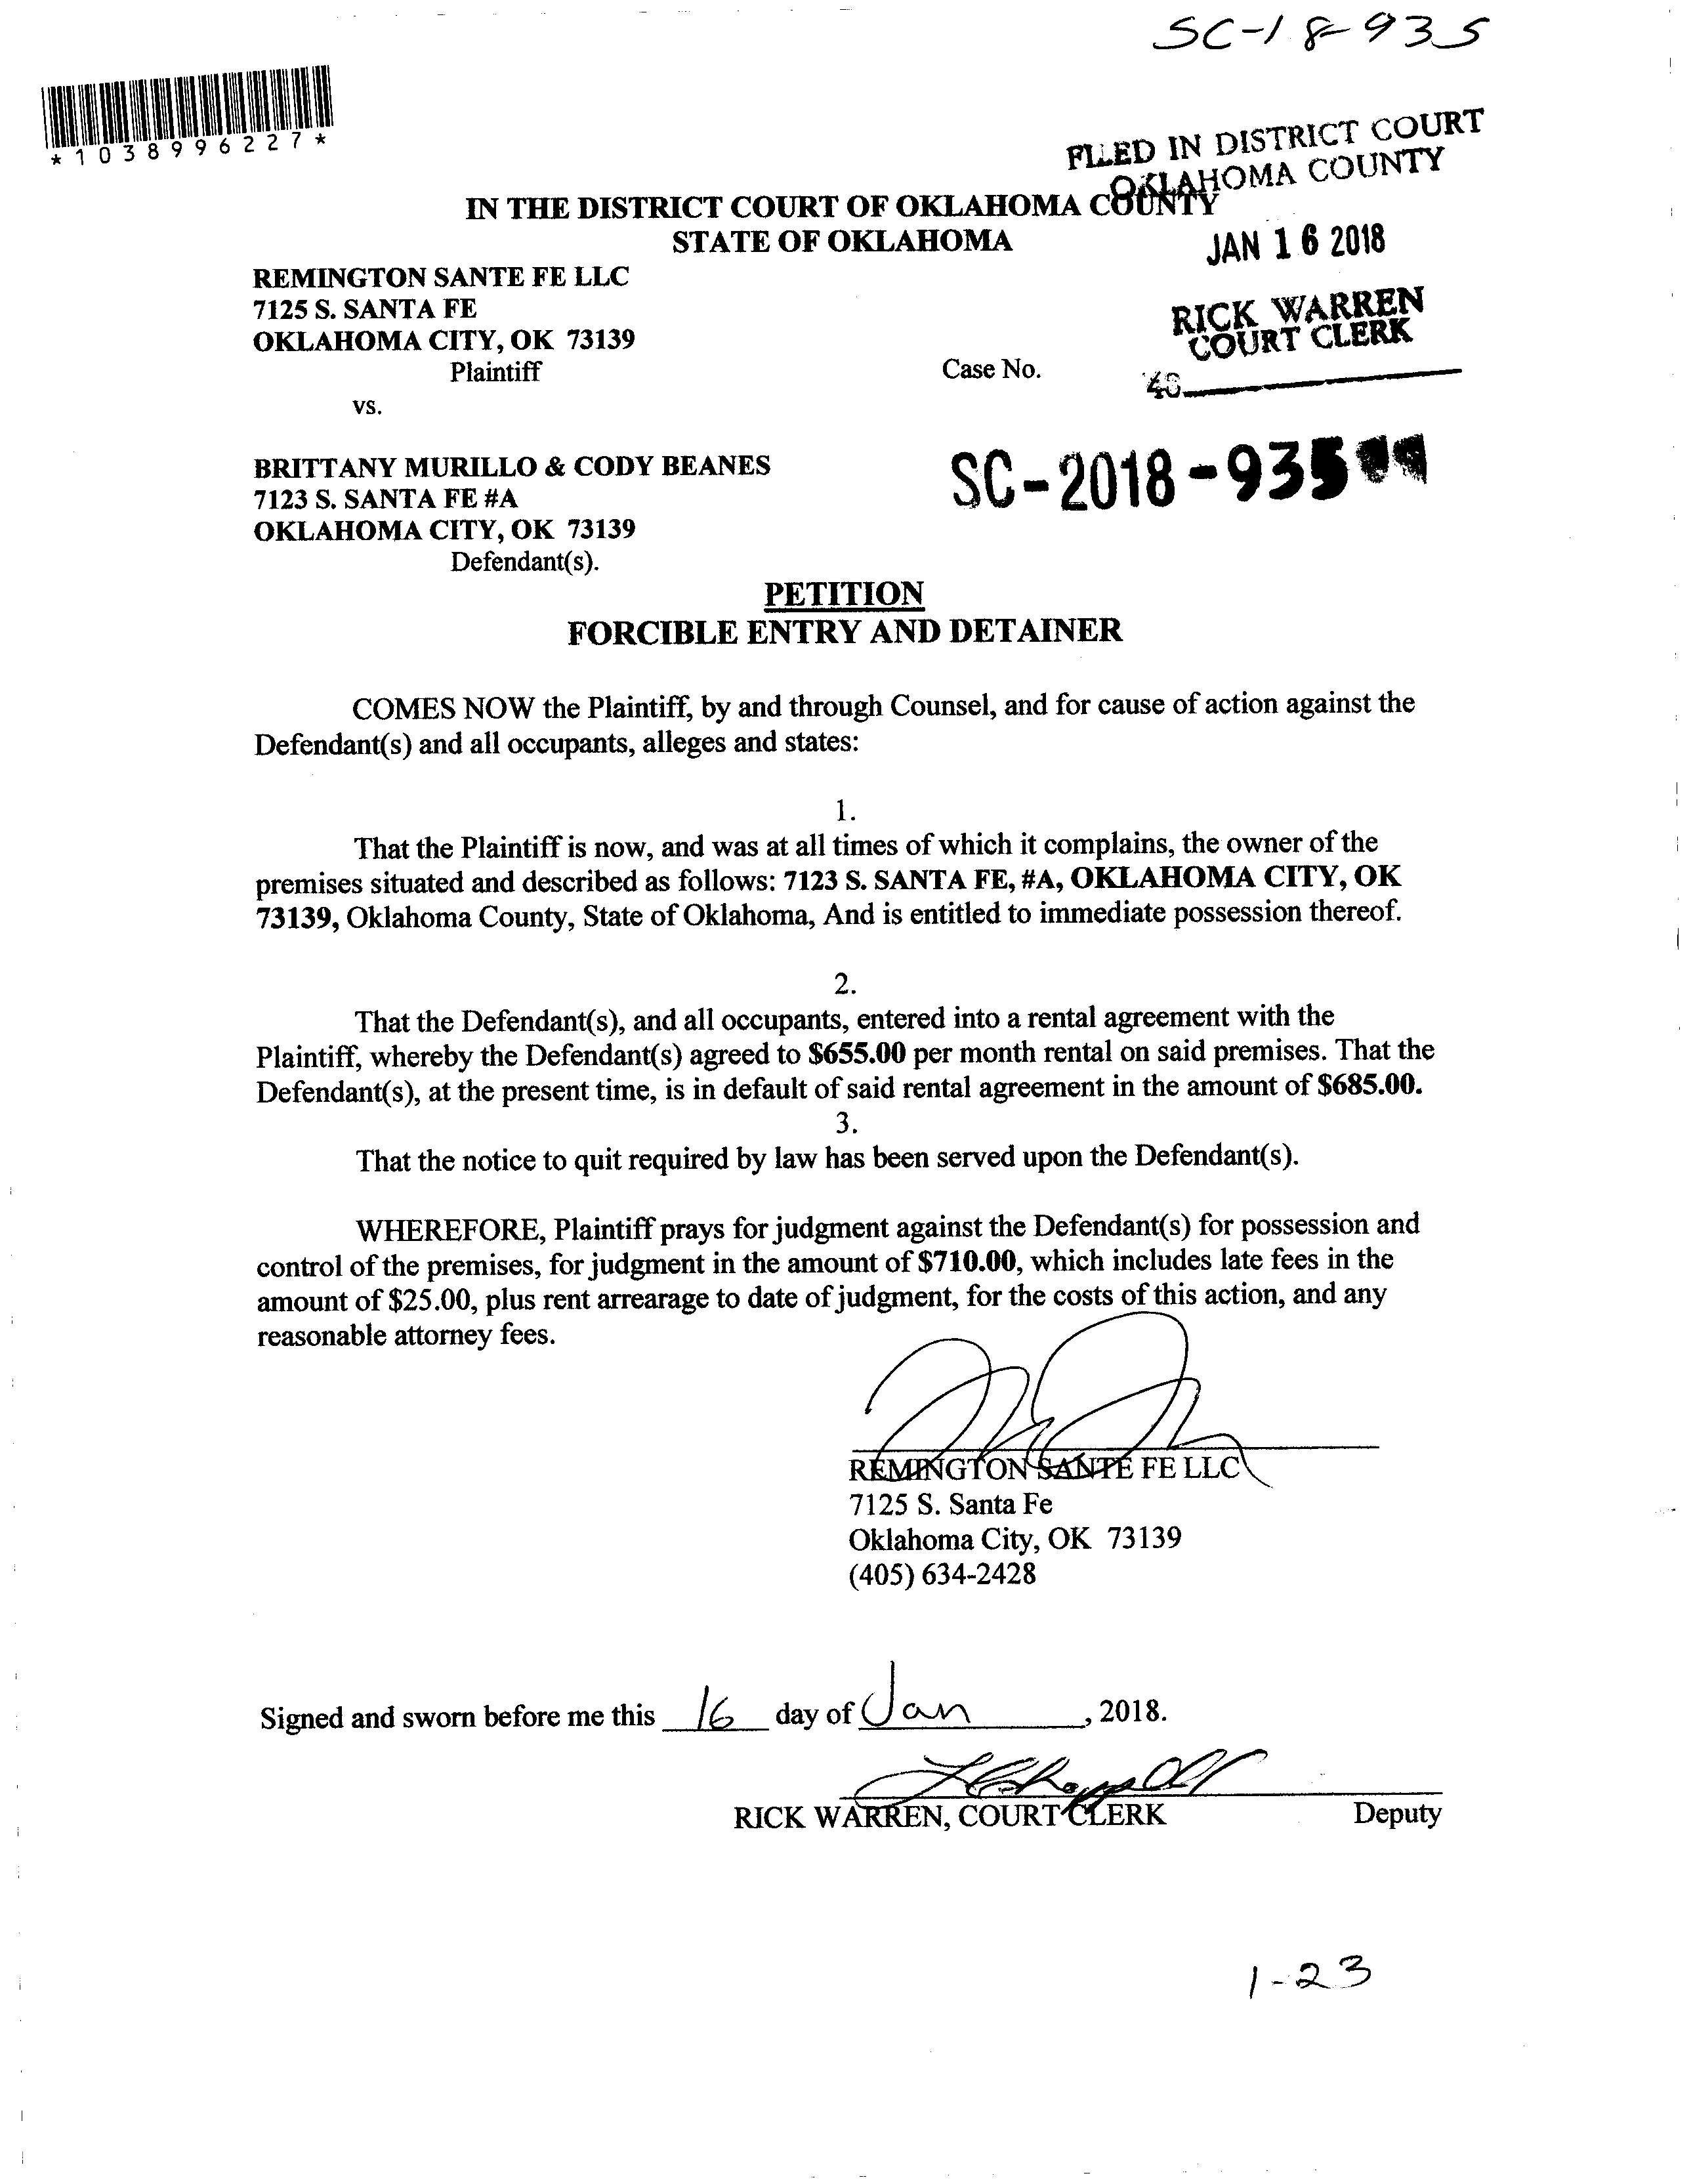 SC-18-935
*1038996227*
FILED IN DISTRICT COURT
OKLAHOMA COUNTY
IN THE DISTRICT COURT OF OKLAHOMA COUNTY
STATE OF OKLAHOMA
JAN 16 2018
REMINGTON SANTE FE LLC
7125 S. SANTA FE
OKLAHOMA CITY, OK 73139
Plaintiff
RICK WARREN
COURT CLERK
Case No.
vs.
BRITTANY MURILLO & CODY BEANES
7123 S. SANTA FE #A
OKLAHOMA CITY, OK 73139
Defendant(s).
SC-2018-935
PETITION
FORCIBLE ENTRY AND DETAINER
COMES NOW the Plaintiff, by and through Counsel, and for cause of action against the
Defendant(s) and all occupants, alleges and states:
1.
That the Plaintiff is now, and was at all times of which it complains, the owner of the
premises situated and described as follows: 7123 S. SANTA FE, #A, OKLAHOMA CITY, OK
73139, Oklahoma County, State of Oklahoma, And is entitled to immediate possession thereof.
2.
That the Defendant(s), and all occupants, entered into a rental agreement with the
Plaintiff, whereby the Defendant(s) agreed to $655.00 per month rental on said premises. That the
Defendant(s), at the present time, is in default of said rental agreement in the amount of $685.00.
3.
That the notice to quit required by law has been served upon the Defendant(s).
WHEREFORE, Plaintiff prays for judgment against the Defendant(s) for possession and
control of the premises, for judgment in the amount of $710.00, which includes late fees in the
amount of $25.00, plus rent arrearage to date of judgment, for the costs of this action, and any
reasonable attorney fees.
REMINGTON SANTE FE LLC
7125 S. Santa Fe
Oklahoma City, OK 73139
(405) 634-2428
Signed and sworn before me this 16 day of Jan, 2018.
RICK WARREN, COURT CLERK Deputy
1-23